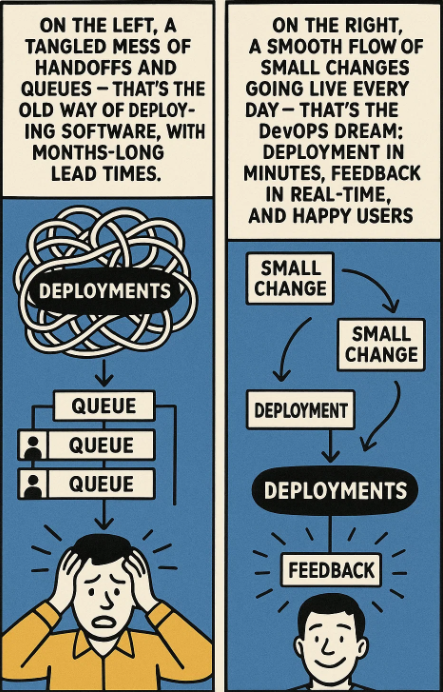 ON THE LEFT, A
TANGLED MESS OF
HANDOFFS AND
QUEUES – THAT'S THE
OLD WAY OF DEPLOY-
ING SOFTWARE, WITH
MONTHS-LONG
LEAD TIMES.
DEPLOYMENTS
QUEUE
QUEUE
QUEUE
ON THE RIGHT,
A SMOOTH FLOW OF
SMALL CHANGES
GOING LIVE EVERY
DAY – THAT'S THE
DevOPS DREAM:
DEPLOYMENT IN
MINUTES, FEEDBACK
IN REAL-TIME,
AND HAPPY USERS
SMALL
CHANGE
SMALL
CHANGE
DEPLOYMENT
DEPLOYMENTS
FEEDBACK